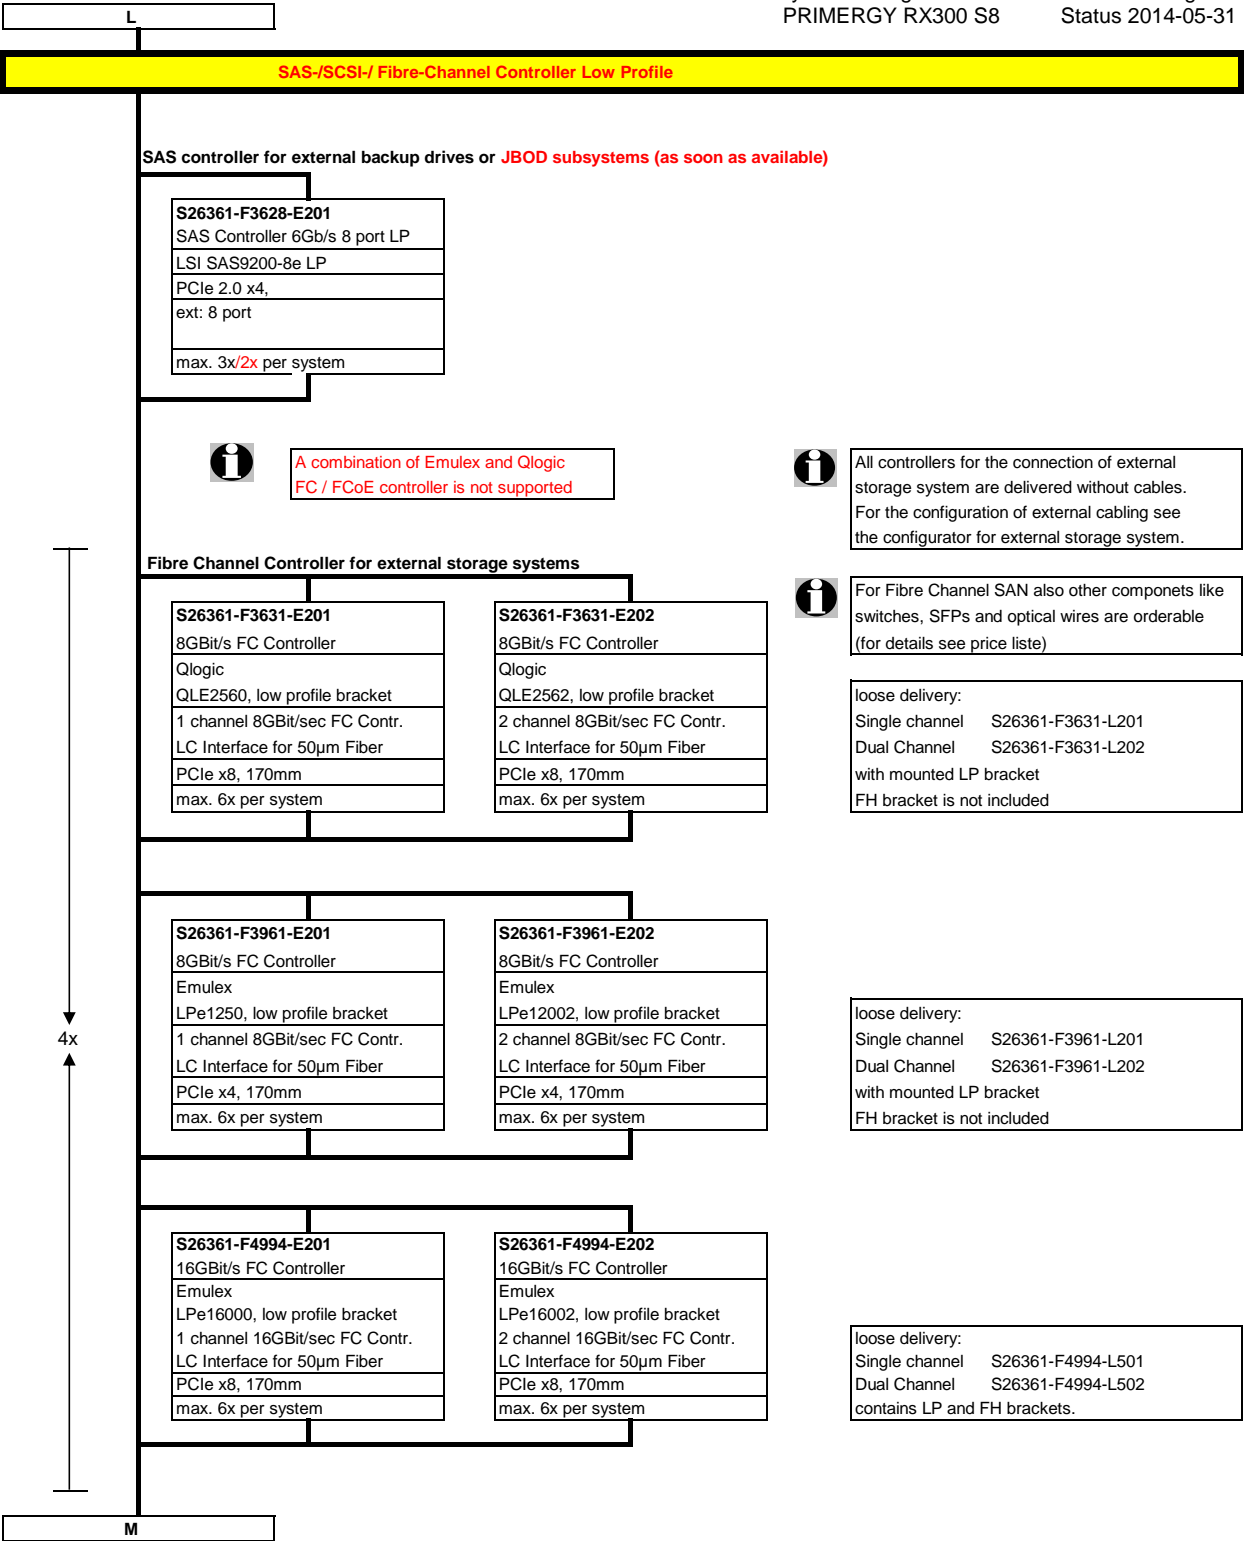 L
PRIMERGY RX300 S8 Status 2014-05-31
SAS-/SCSI-/ Fibre-Channel Controller Low Profile
SAS controller for external backup drives or JBOD subsystems (as soon as available)
S26361-F3628-E201
SAS Controller 6Gb/s 8 port LP
LSI SAS9200-8e LP
PCIe 2.0 x4,
ext: 8 port
max. 3x/2x per system
A combination of Emulex and Qlogic
FC / FCoE controller is not supported
All controllers for the connection of external
storage system are delivered without cables.
For the configuration of external cabling see
the configurator for external storage system.
Fibre Channel Controller for external storage systems
S26361-F3631-E201
8GBit/s FC Controller
Qlogic
QLE2560, low profile bracket
1 channel 8GBit/sec FC Contr.
LC Interface for 50µm Fiber
PCIe x8, 170mm
max. 6x per system
S26361-F3631-E202
8GBit/s FC Controller
Qlogic
QLE2562, low profile bracket
2 channel 8GBit/sec FC Contr.
LC Interface for 50µm Fiber
PCIe x8, 170mm
max. 6x per system
For Fibre Channel SAN also other componets like
switches, SFPs and optical wires are orderable
(for details see price liste)
loose delivery:
Single channel S26361-F3631-L201
Dual Channel S26361-F3631-L202
with mounted LP bracket
FH bracket is not included
S26361-F3961-E201
8GBit/s FC Controller
Emulex
LPe1250, low profile bracket
1 channel 8GBit/sec FC Contr.
LC Interface for 50µm Fiber
PCIe x4, 170mm
max. 6x per system
S26361-F3961-E202
8GBit/s FC Controller
Emulex
LPe12002, low profile bracket
2 channel 8GBit/sec FC Contr.
LC Interface for 50µm Fiber
PCIe x4, 170mm
max. 6x per system
loose delivery:
Single channel S26361-F3961-L201
Dual Channel S26361-F3961-L202
with mounted LP bracket
FH bracket is not included
4x
S26361-F4994-E201
16GBit/s FC Controller
Emulex
LPe16000, low profile bracket
1 channel 16GBit/sec FC Contr.
LC Interface for 50µm Fiber
PCIe x8, 170mm
max. 6x per system
S26361-F4994-E202
16GBit/s FC Controller
Emulex
LPe16002, low profile bracket
2 channel 16GBit/sec FC Contr.
LC Interface for 50µm Fiber
PCIe x8, 170mm
max. 6x per system
loose delivery:
Single channel S26361-F4994-L501
Dual Channel S26361-F4994-L502
contains LP and FH brackets.
M